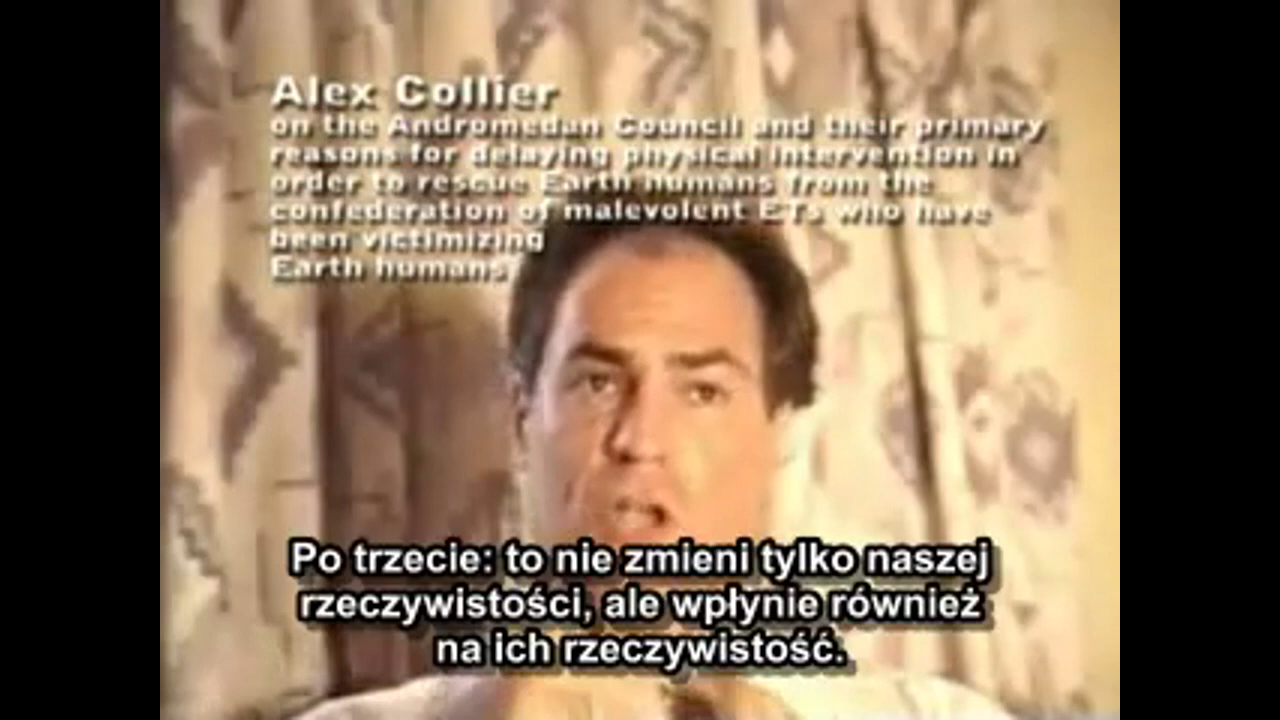 Alex Collier
on the Andromedan Council and their primary
reasons for delaying physical intervention in
order to rescue Earth humans from the
confederation of malevolent ETs who have
been victimizing
Earth humans
Po trzecie: to nie zmieni tylko naszej
rzeczywistości, ale wpłynie również
na ich rzeczywistość.